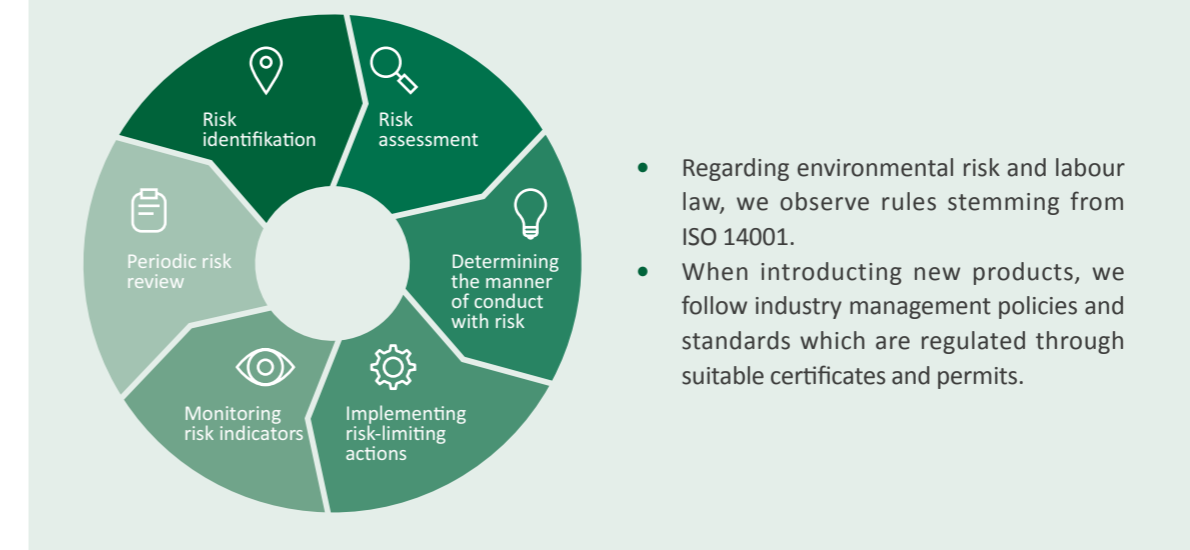 Risk
identifikation
Risk
assessment
Determining
the manner
of conduct
with risk
Implementing
risk-limiting
actions
Monitoring
risk indicators
Periodic risk
review
• Regarding environmental risk and labour
law, we observe rules stemming from
ISO 14001.
• When introducting new products, we
follow industry management policies and
standards which are regulated through
suitable certificates and permits.